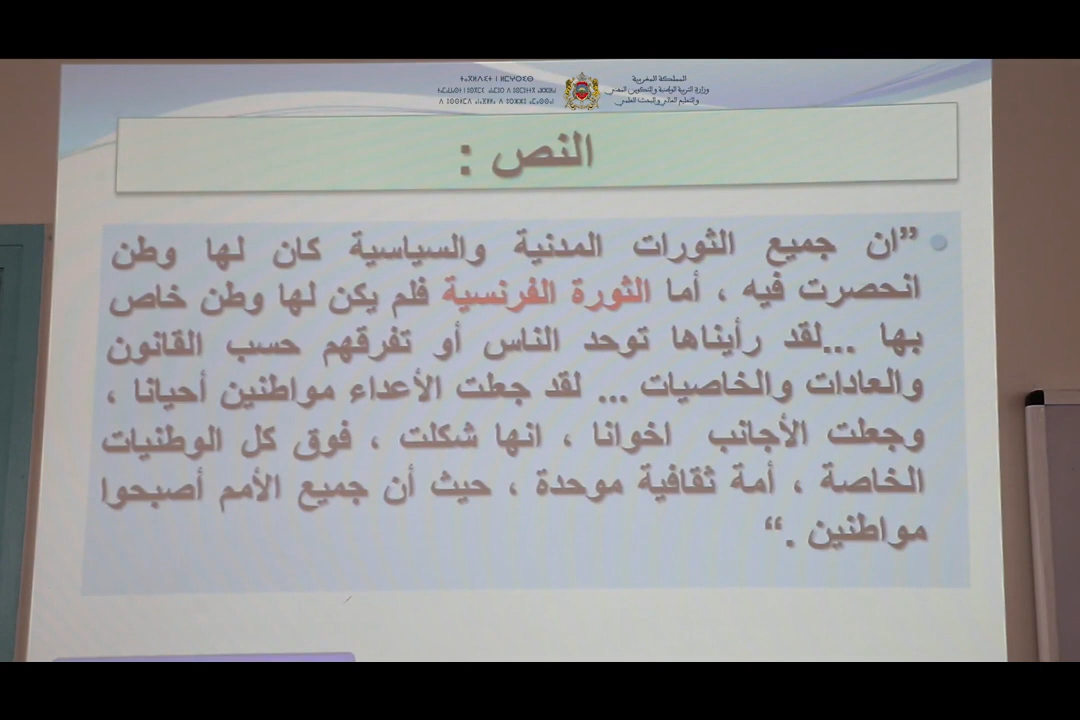 المملكة المغربية
وزارة التربية الوطنية والتكوين المهني
والتعليم العالي والبحث العلمي
النص :
”ان جميع الثورات المدنية والسياسية كان لها وطن
انحصرت فيه ، أما الثورة الفرنسية فلم يكن لها وطن خاص
بها ...لقد رأيناها توحد الناس أو تفرقهم حسب القانون
والعادات والخاصيات ... لقد جعلت الأعداء مواطنين أحيانا ،
وجعلت الأجانب اخوانا ، انها شكلت ، فوق كل الوطنيات
الخاصة ، أمة ثقافية موحدة ، حيث أن جميع الأمم أصبحوا
مواطنين .“